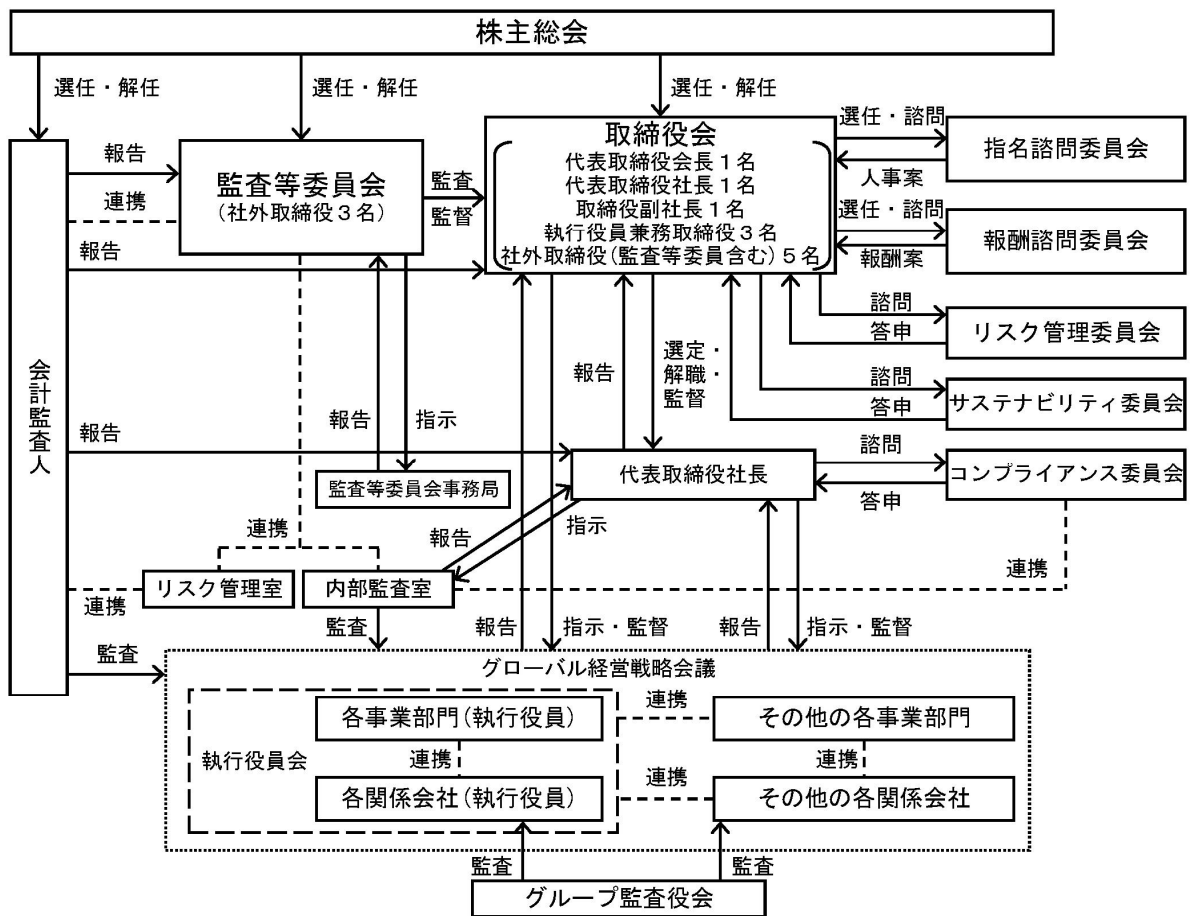 株主総会
選任・解任
選任・解任
選任・解任
会計監査人
報告
連携
監査等委員会
(社外取締役3名)
監査
監督
取締役会
代表取締役会長1名
代表取締役社長1名
取締役副社長1名
執行役員兼務取締役3名
社外取締役(監査等委員含む)5名
選任・諮問
人事案
指名諮問委員会
選任・諮問
報酬案
報酬諮問委員会
報告
諮問
答申
リスク管理委員会
報告
選定・
解職・
監督
諮問
答申
サステナビリティ委員会
報告
指示
報告
監査等委員会事務局
代表取締役社長
諮問
答申
コンプライアンス委員会
連携
報告
指示
リスク管理室
内部監査室
連携
監査
報告
指示・監督
報告
指示・監督
監査
グローバル経営戦略会議
執行役員会
各事業部門(執行役員)
連携
その他の各事業部門
連携
連携
各関係会社(執行役員)
連携
その他の各関係会社
監査
監査
グループ監査役会